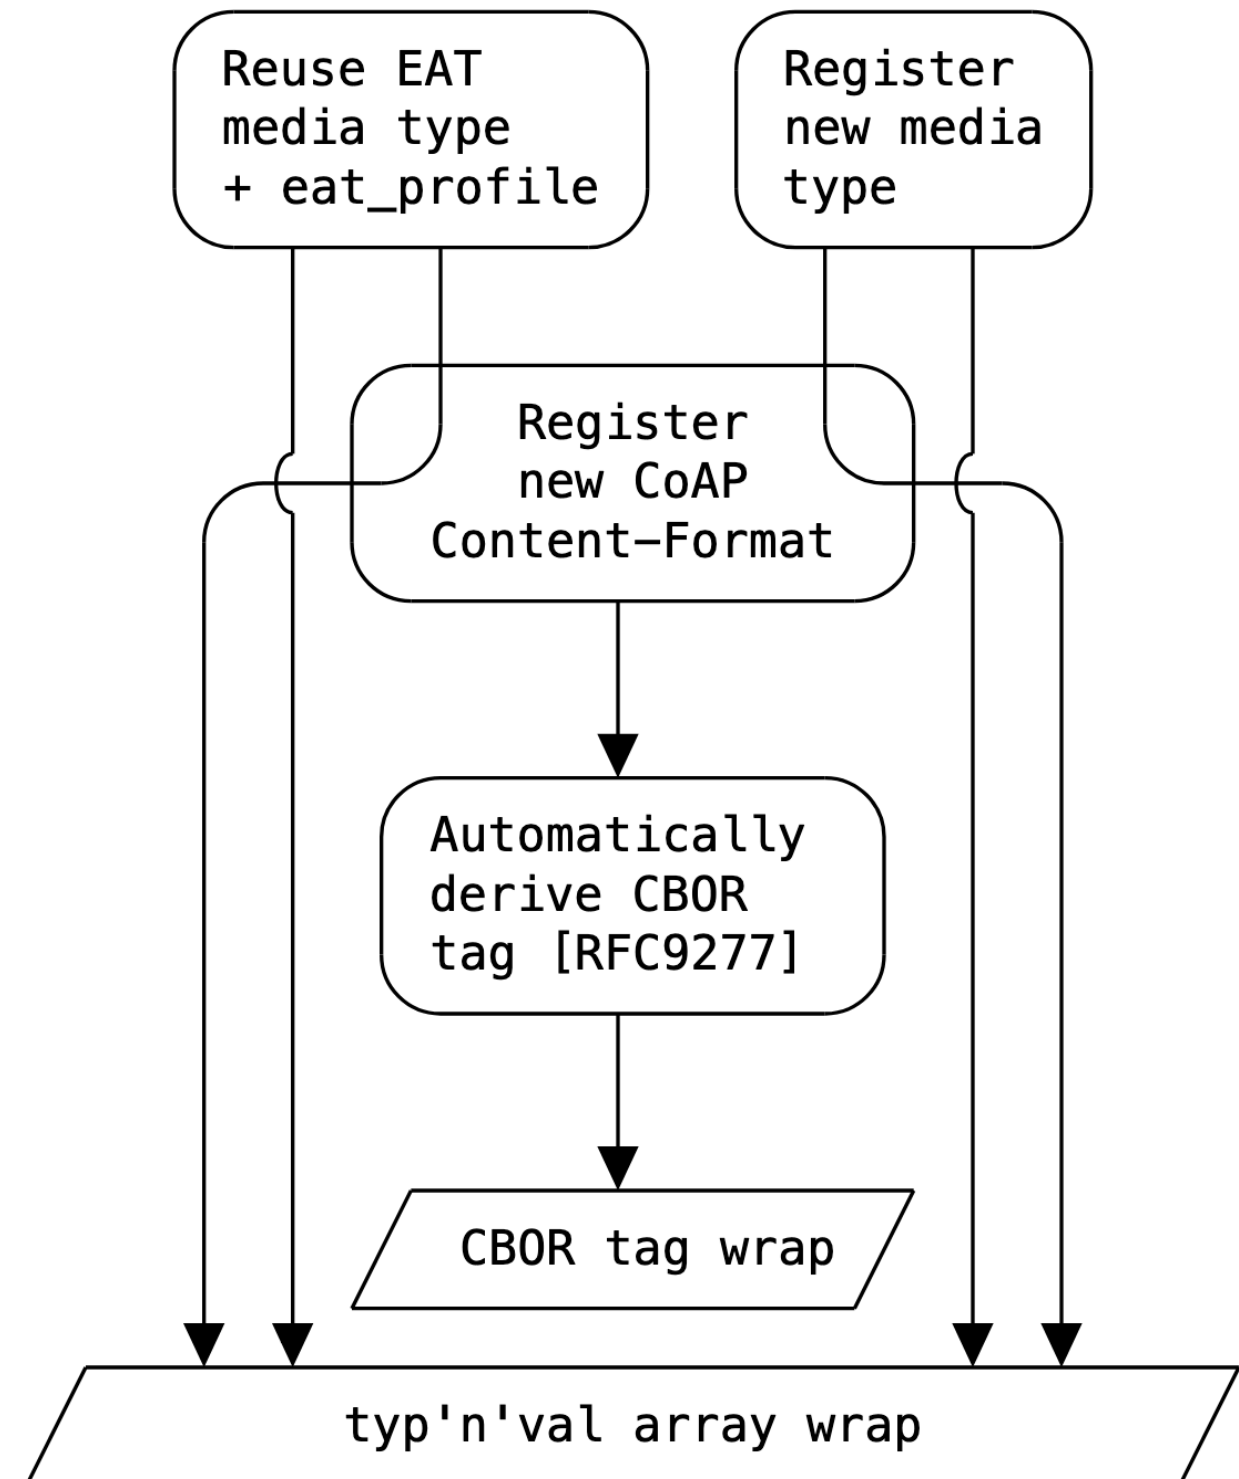 Reuse EAT
media type
+ eat_profile
Register
new media
type
Register
new CoAP
Content-Format
Automatically
derive CBOR
tag [RFC9277]
CBOR tag wrap
typ'n'val array wrap